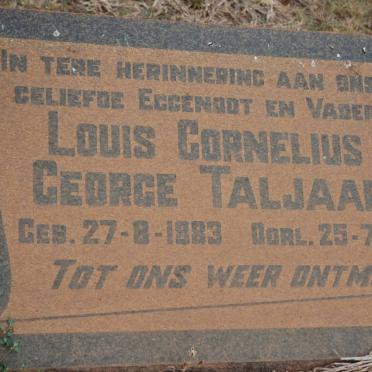 IN TERE HERINNERING AAN ONS
GELIEFDE EGGENOOT EN VADER
LOUIS CORNELIUS
GEORGE TALJAA
GEB. 27-8-1883 OORL. 25-7
TOT ONS WEER ONTM